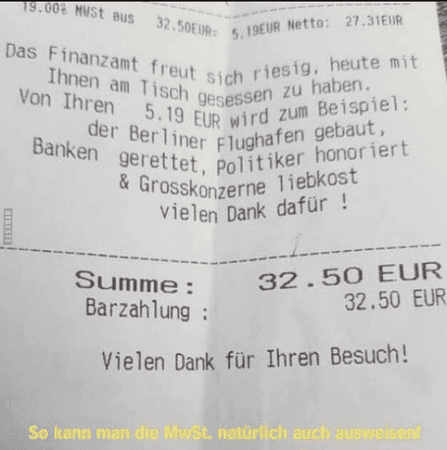 19.00% MWSt aus 32.50EUR= 5.19EUR Netto: 27.31EUR
Das Finanzamt freut sich riesig, heute mit
Ihnen am Tisch gesessen zu haben.
Von Ihren 5.19 EUR wird zum Beispiel:
der Berliner Flughafen gebaut,
Banken gerettet, Politiker honoriert
& Grosskonzerne liebkost
vielen Dank dafür !
Summe: 32.50 EUR
Barzahlung : 32.50 EUR
Vielen Dank für Ihren Besuch!
So kann man die MwSt. natürlich auch ausweisen!